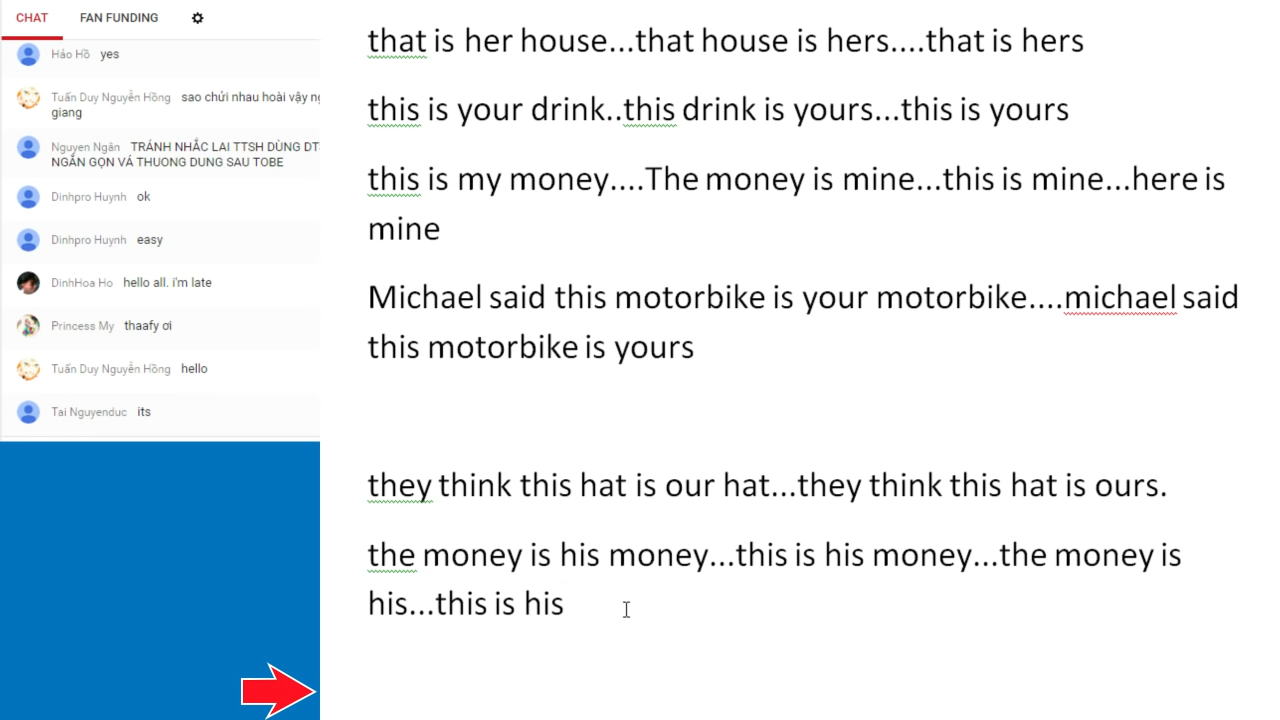 CHAT FAN FUNDING
Hảo Hồ yes
Tuấn Duy Nguyễn Hồng sao chửi nhau hoài vậy
giang
Nguyen Ngân TRÁNH NHẮC LAI TTSH DÙNG
NGẮN GỌN VÁ THUONG DUNG SAU TOBE
Dinhpro Huynh ok
Dinhpro Huynh easy
DinhHoa Ho hello all. i'm late
Princess My thaafy ơi
Tuấn Duy Nguyễn Hồng hello
Tai Nguyenduc its
that is her house...that house is hers....that is hers
this is your drink..this drink is yours...this is yours
this is my money....The money is mine...this is mine...here is
mine
Michael said this motorbike is your motorbike....michael said
this motorbike is yours
they think this hat is our hat...they think this hat is ours.
the money is his money...this is his money...the money is
his...this is his